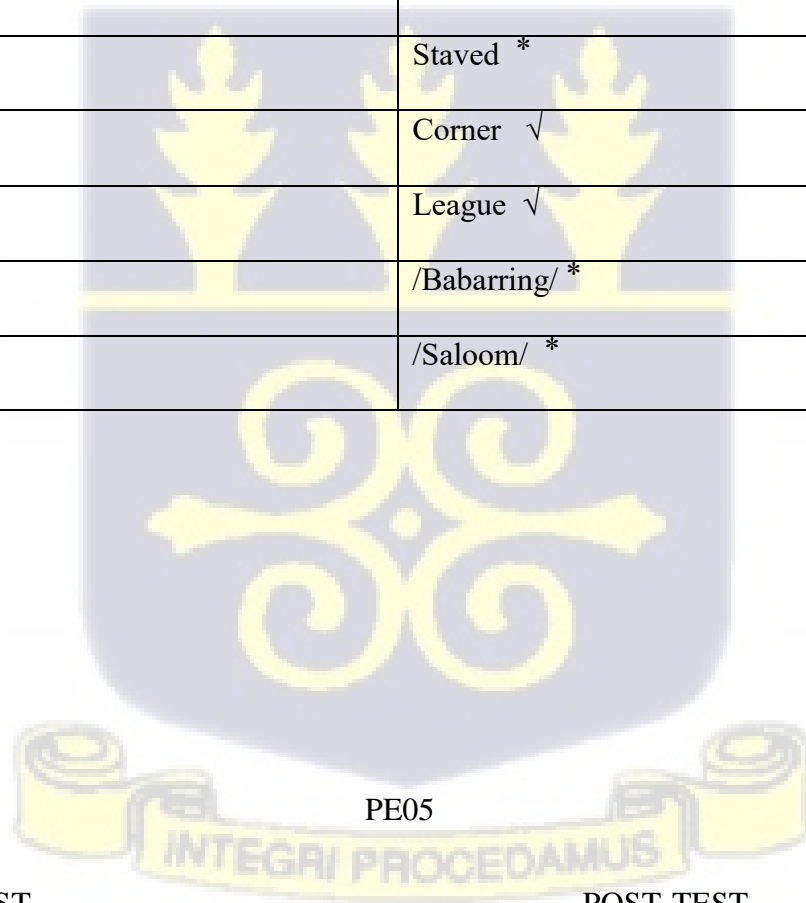 Staved *
Corner √
League √
/Babarring/ *
/Saloom/ *
PE05
INTEGRI PROCEDAMUS
ST POST-TEST